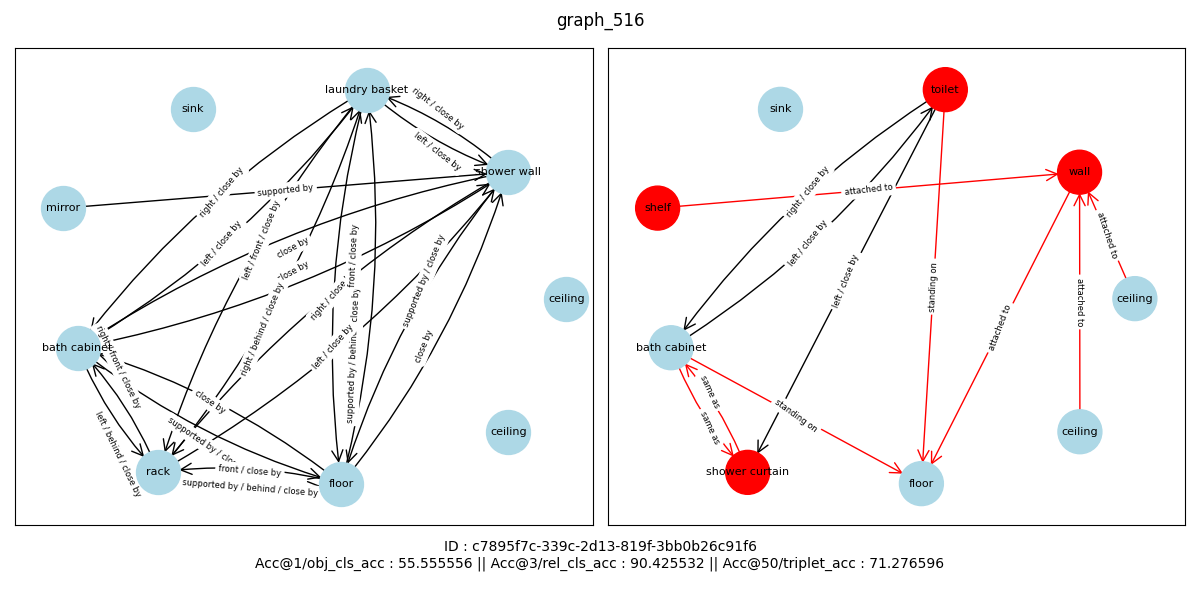 graph_516
laundry basket
sink
right / close by
left / close by
shower wall
mirror
supported by
right / close by
left / close by
left / front / close by
close by
close by
front / close by
supported by / close by
right / close
right / behind / close by
ceiling
bath cabinet
right / front / close by
left / close by
close by
supported by / behind / close by
close by
left / behind / close by
supported by / clo
ceiling
rack
front / close by
supported by / behind / close by
floor
toilet
sink
wall
shelf
attached to
right / close by
left / close by
left / close by
standing on
attached to
attached to
attached to
ceiling
bath cabinet
same as
same as
standing on
ceiling
shower curtain
floor
ID : c7895f7c-339c-2d13-819f-3bb0b26c91f6
Acc@1/obj_cls_acc : 55.555556 || Acc@3/rel_cls_acc : 90.425532 || Acc@50/triplet_acc : 71.276596